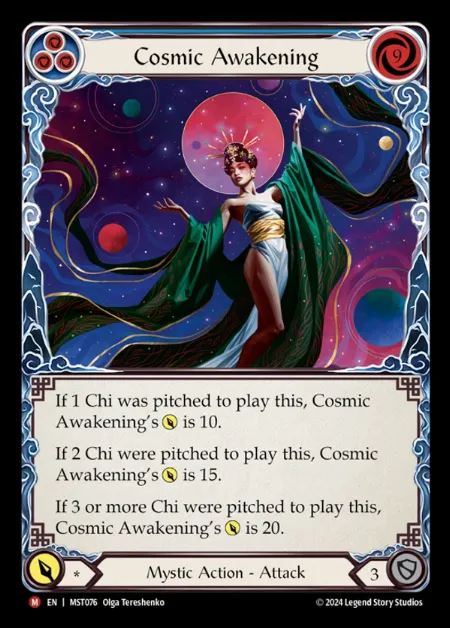 Cosmic Awakening
9
If 1 Chi was pitched to play this, Cosmic
Awakening's is 10.
If 2 Chi were pitched to play this, Cosmic
Awakening's is 15.
If 3 or more Chi were pitched to play this,
Cosmic Awakening's is 20.
*
Mystic Action - Attack
3
M EN | MST076 Olga Tereshenko
© 2024 Legend Story Studios